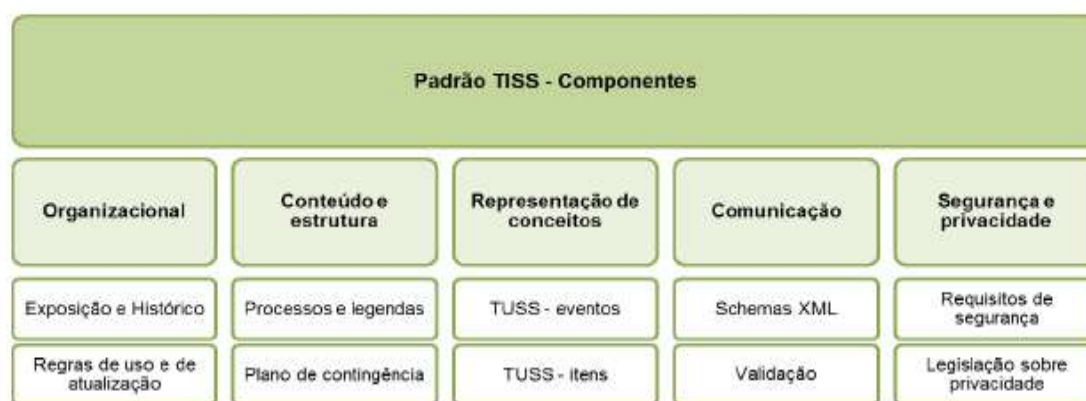 Padrão TISS - Componentes
Organizacional
Conteúdo e
estrutura
Representação de
conceitos
Comunicação
Segurança e
privacidade
Exposição e Histórico
Processos e legendas
TUSS - eventos
Schemas XML
Requisitos de
segurança
Regras de uso e de
atualização
Plano de contingência
TUSS - itens
Validação
Legislação sobre
privacidade